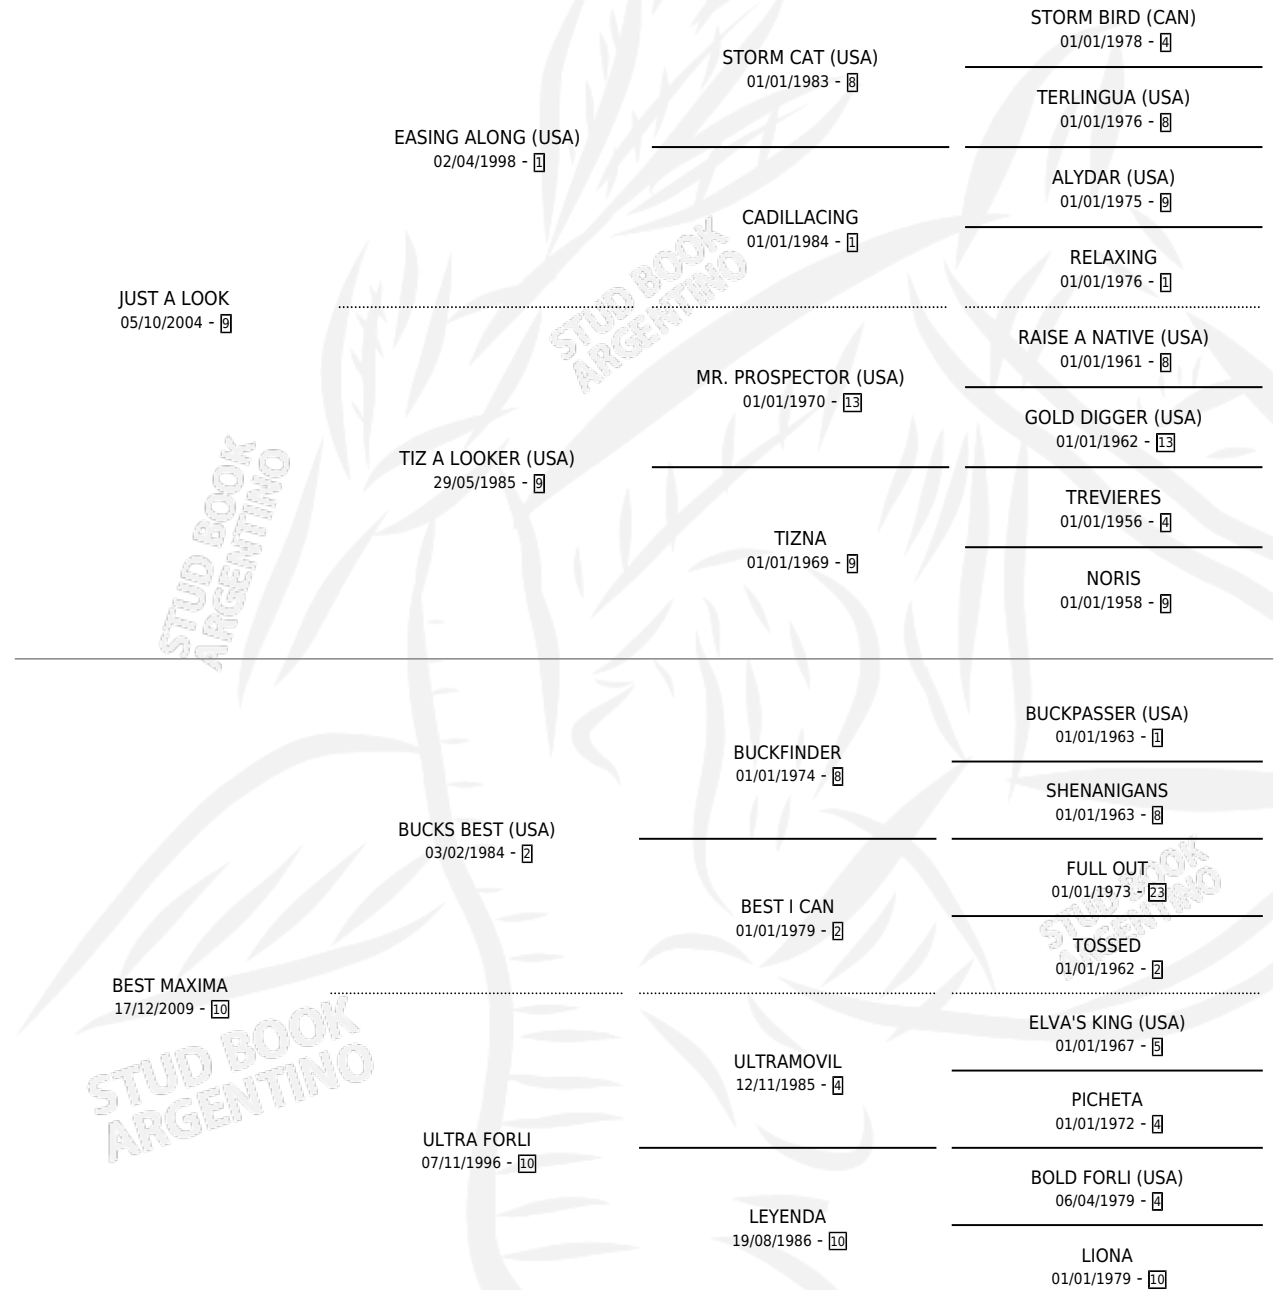 STORM BIRD (CAN)
01/01/1978 - 4
STORM CAT (USA)
01/01/1983 - 8
TERLINGUA (USA)
01/01/1976 - 8
EASING ALONG (USA)
02/04/1998 - 1
ALYDAR (USA)
01/01/1975 - 9
CADILLACING
01/01/1984 - 1
RELAXING
01/01/1976 - 1
JUST A LOOK
05/10/2004 - 9
RAISE A NATIVE (USA)
01/01/1961 - 8
MR. PROSPECTOR (USA)
01/01/1970 - 13
GOLD DIGGER (USA)
01/01/1962 - 13
TIZ A LOOKER (USA)
29/05/1985 - 9
TREVIERES
01/01/1956 - 4
TIZNA
01/01/1969 - 9
NORIS
01/01/1958 - 9
STUD BOOK
ARGENTINO
STUD BOOK
ARGENTINO
BUCKPASSER (USA)
01/01/1963 - 1
BUCKFINDER
01/01/1974 - 8
SHENANIGANS
01/01/1963 - 8
BUCKS BEST (USA)
03/02/1984 - 2
FULL OUT
01/01/1973 - 23
BEST I CAN
01/01/1979 - 2
TOSSED
01/01/1962 - 2
BEST MAXIMA
17/12/2009 - 10
ELVA'S KING (USA)
01/01/1967 - 5
ULTRAMOVIL
12/11/1985 - 4
PICHETA
01/01/1972 - 4
ULTRA FORLI
07/11/1996 - 10
BOLD FORLI (USA)
06/04/1979 - 4
LEYENDA
19/08/1986 - 10
LIONA
01/01/1979 - 10
STUD BOOK
ARGENTINO
STUD BOOK
ARGENTINO